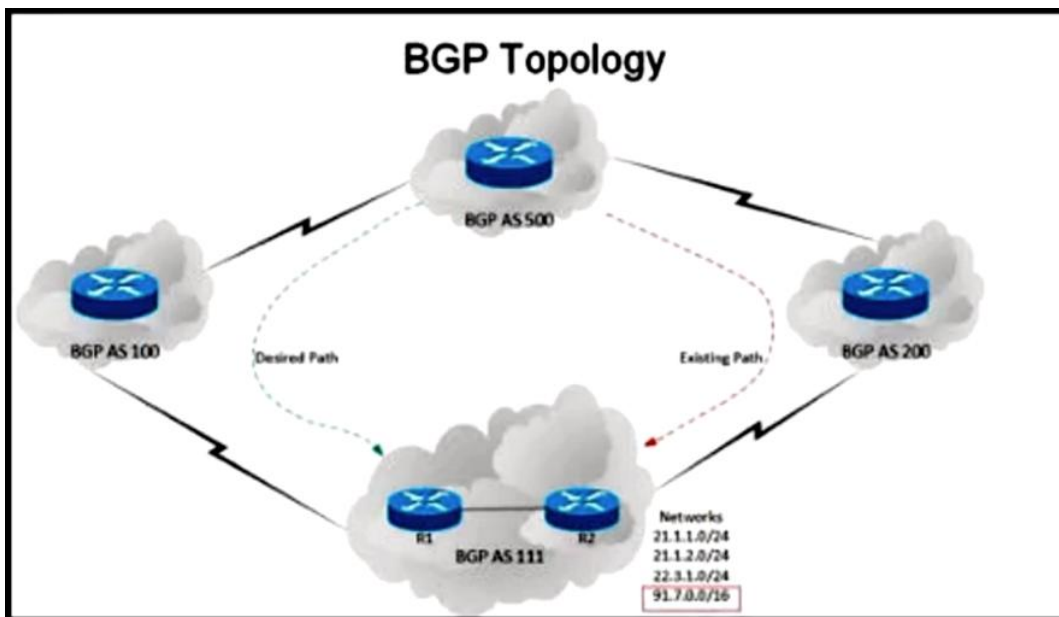 BGP Topology
BGP AS 500
BGP AS 100
BGP AS 200
Desired Path
Existing Path
R1
R2
BGP AS 111
Networks
21.1.1.0/24
21.1.2.0/24
22.3.1.0/24
91.7.0.0/16